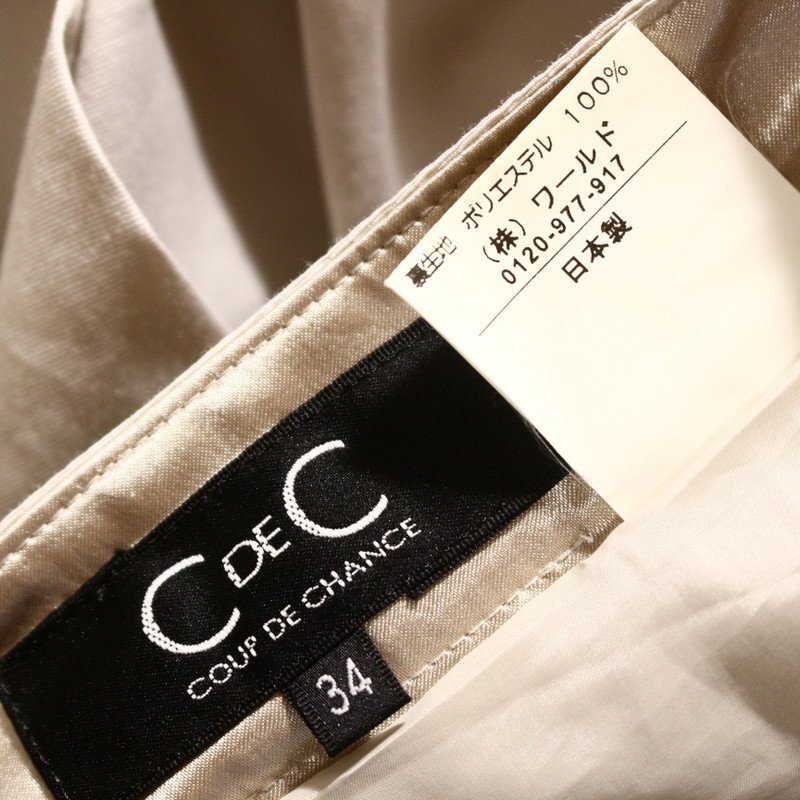 裏生地 ポリエステル 100%
(株) ワールド
0120-977-917
日本製
C DE C
COUP DE CHANCE
34